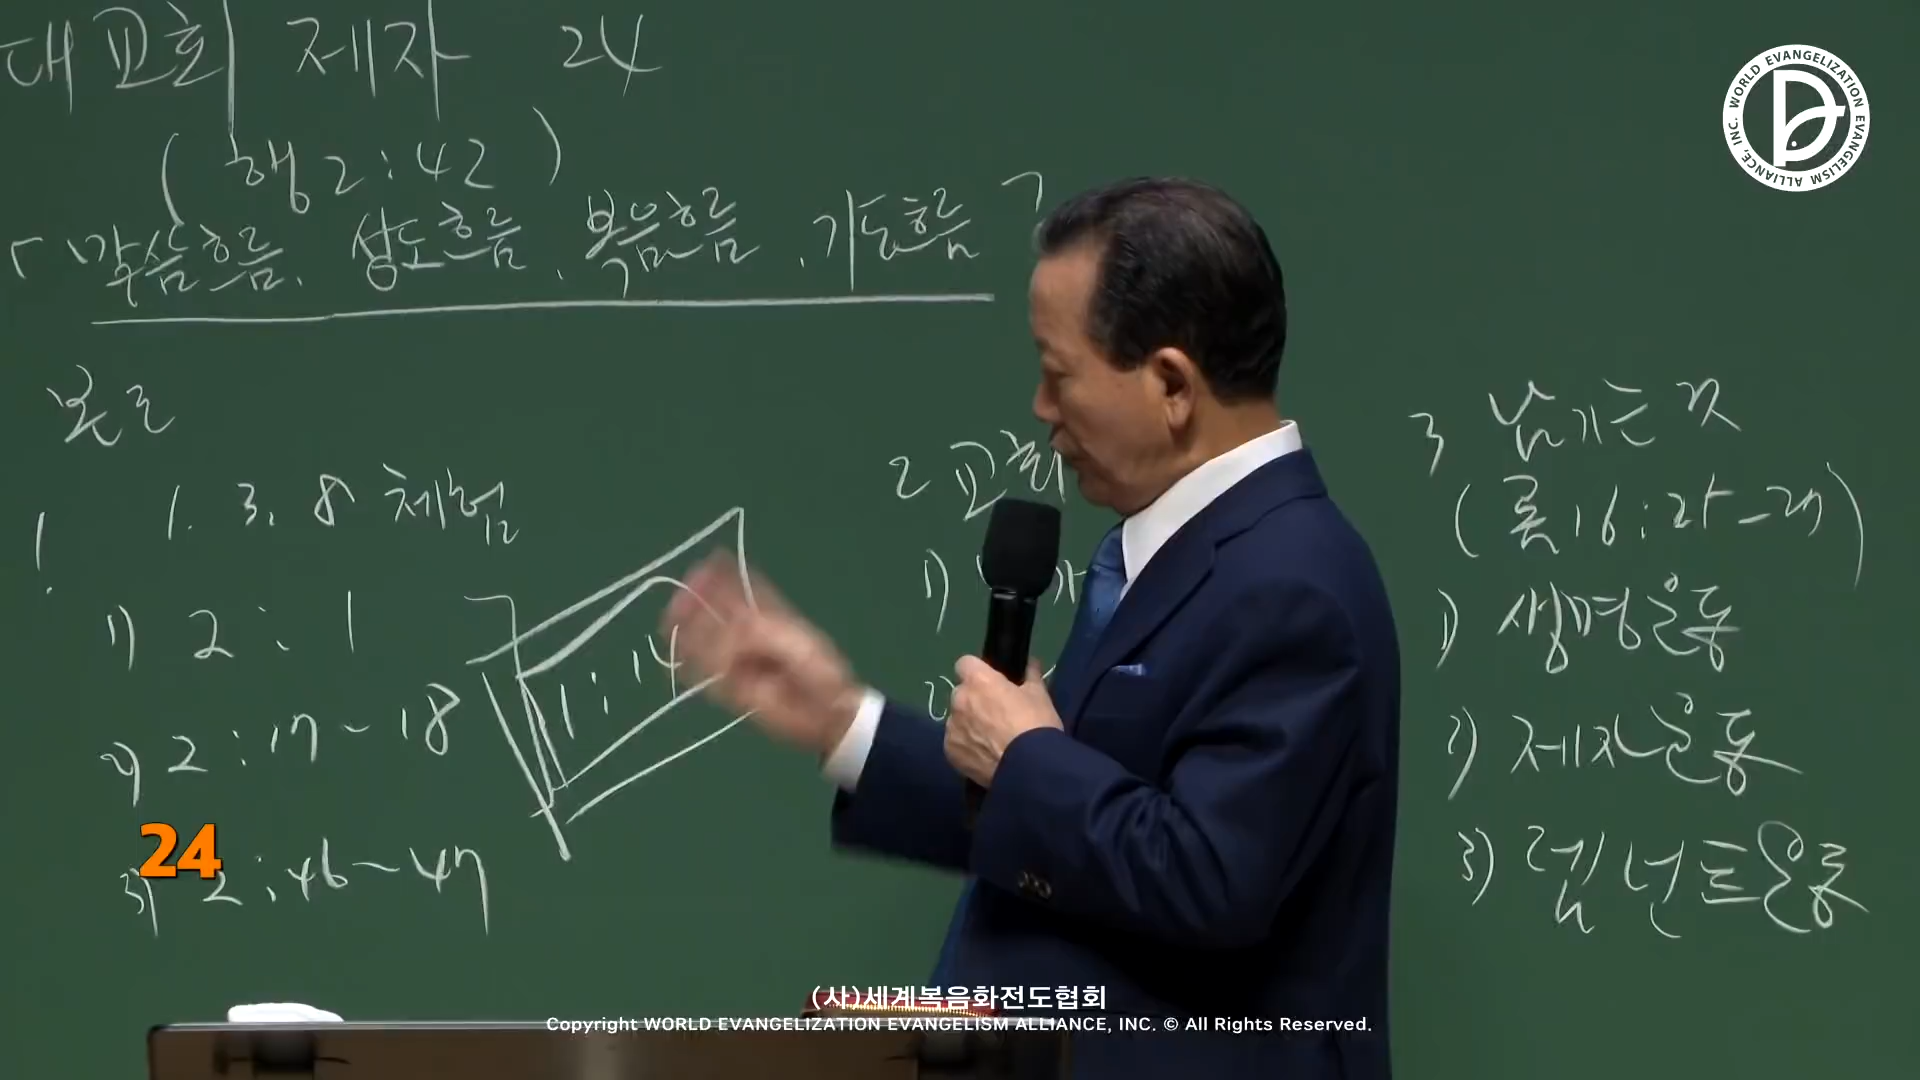 대교회 제자 24
(행2:42)
「말씀흐름, 성도흐름, 복음흐름, 기도흐름ㄱ
본론
1. 1. 3. 8 체험
1) 2:1
2) 2:17~18
3) 2:46~47
1:14
2 교회
1)
2)
3 남기는 것
(롬16:25-27)
1) 생명운동
2) 제자운동
3) 렘넌트운동
24
WORLD EVANGELIZATION EVANGELISM ALLIANCE, INC.
(사)세계복음화전도협회
Copyright WORLD EVANGELIZATION EVANGELISM ALLIANCE, INC. © All Rights Reserved.